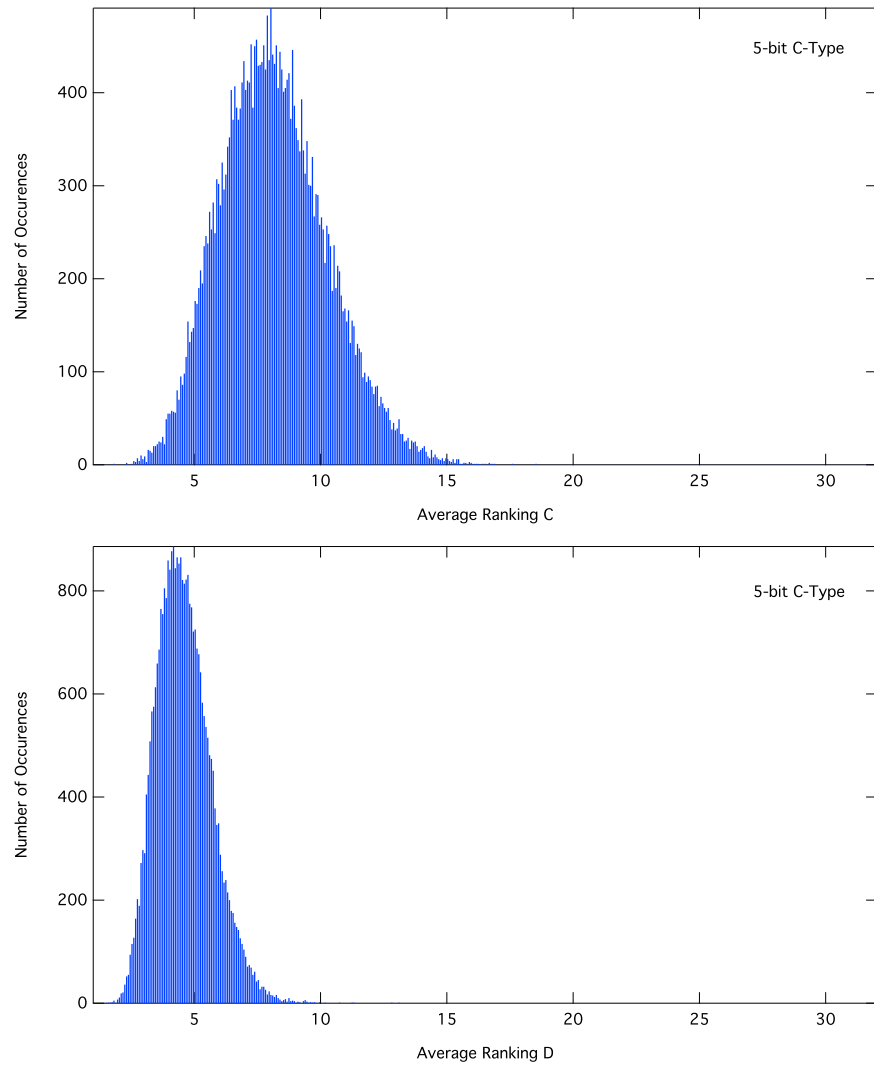 5-bit C-Type
400
300
200
100
0
Number of Occurences
5 10 15 20 25 30
Average Ranking C
5-bit C-Type
800
600
400
200
0
Number of Occurences
5 10 15 20 25 30
Average Ranking D